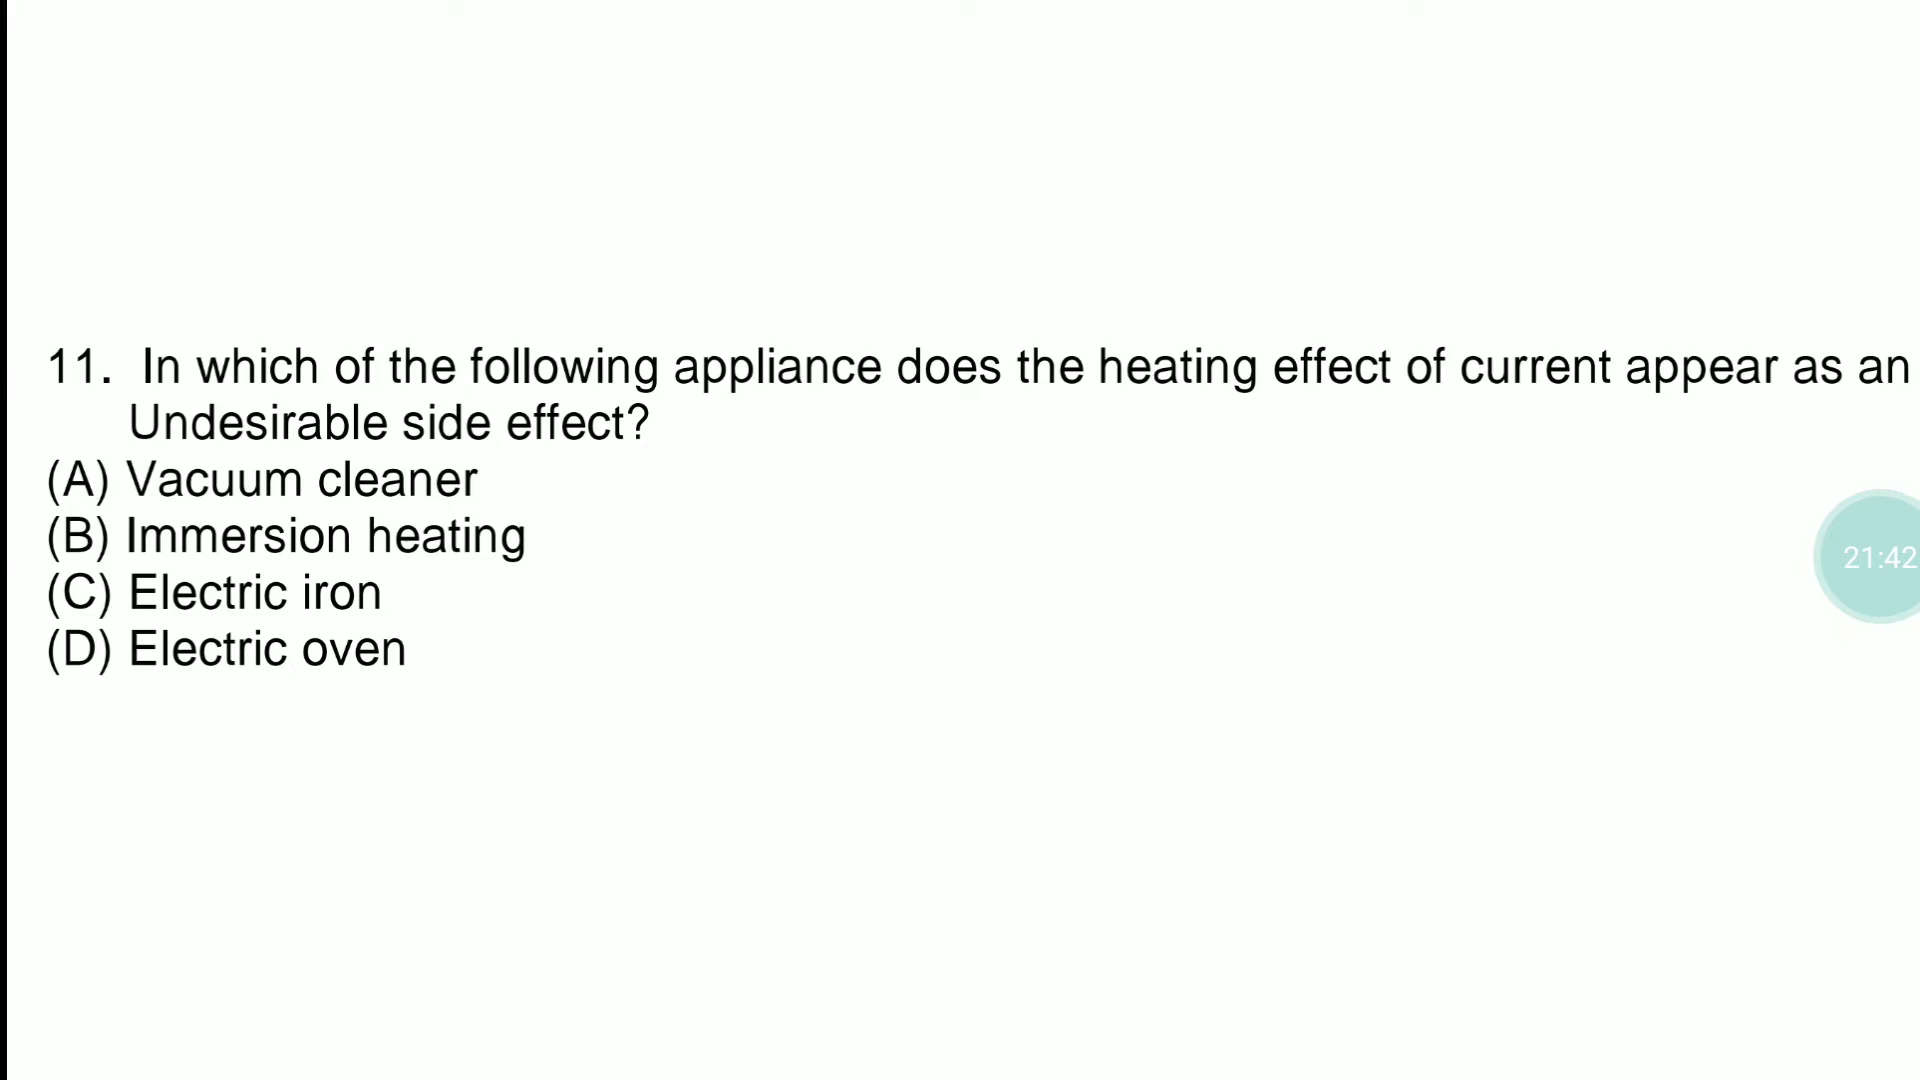 11. In which of the following appliance does the heating effect of current appear as an
Undesirable side effect?
(A) Vacuum cleaner
(B) Immersion heating
(C) Electric iron
(D) Electric oven
21:42